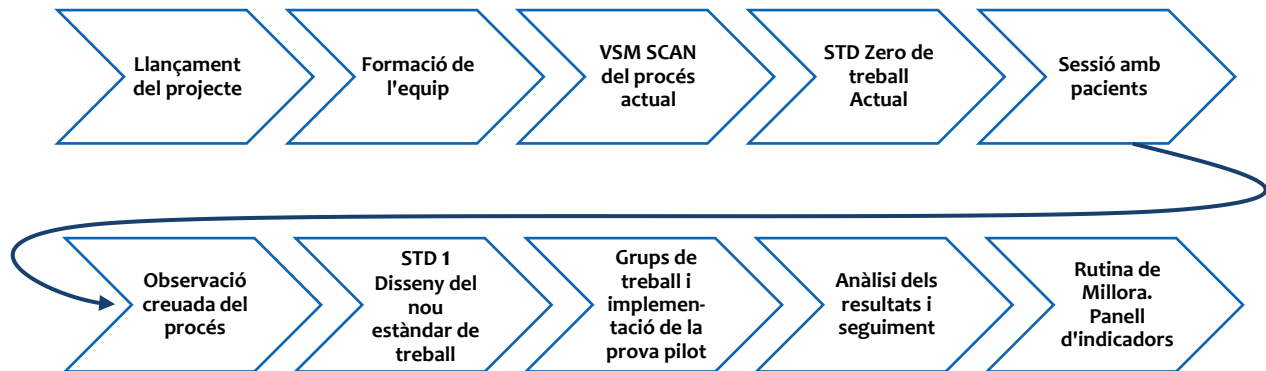 Llançament
del projecte
Formació de
l'equip
VSM SCAN
del procés
actual
STD Zero de
treball
Actual
Sessió amb
pacients
Observació
creuada del
procés
STD 1
Disseny del
nou
estàndar de
treball
Grups de
treball i
implemen-
tació de la
prova pilot
Anàlisi dels
resultats i
seguiment
Rutina de
Millora.
Panell
d'indicadors